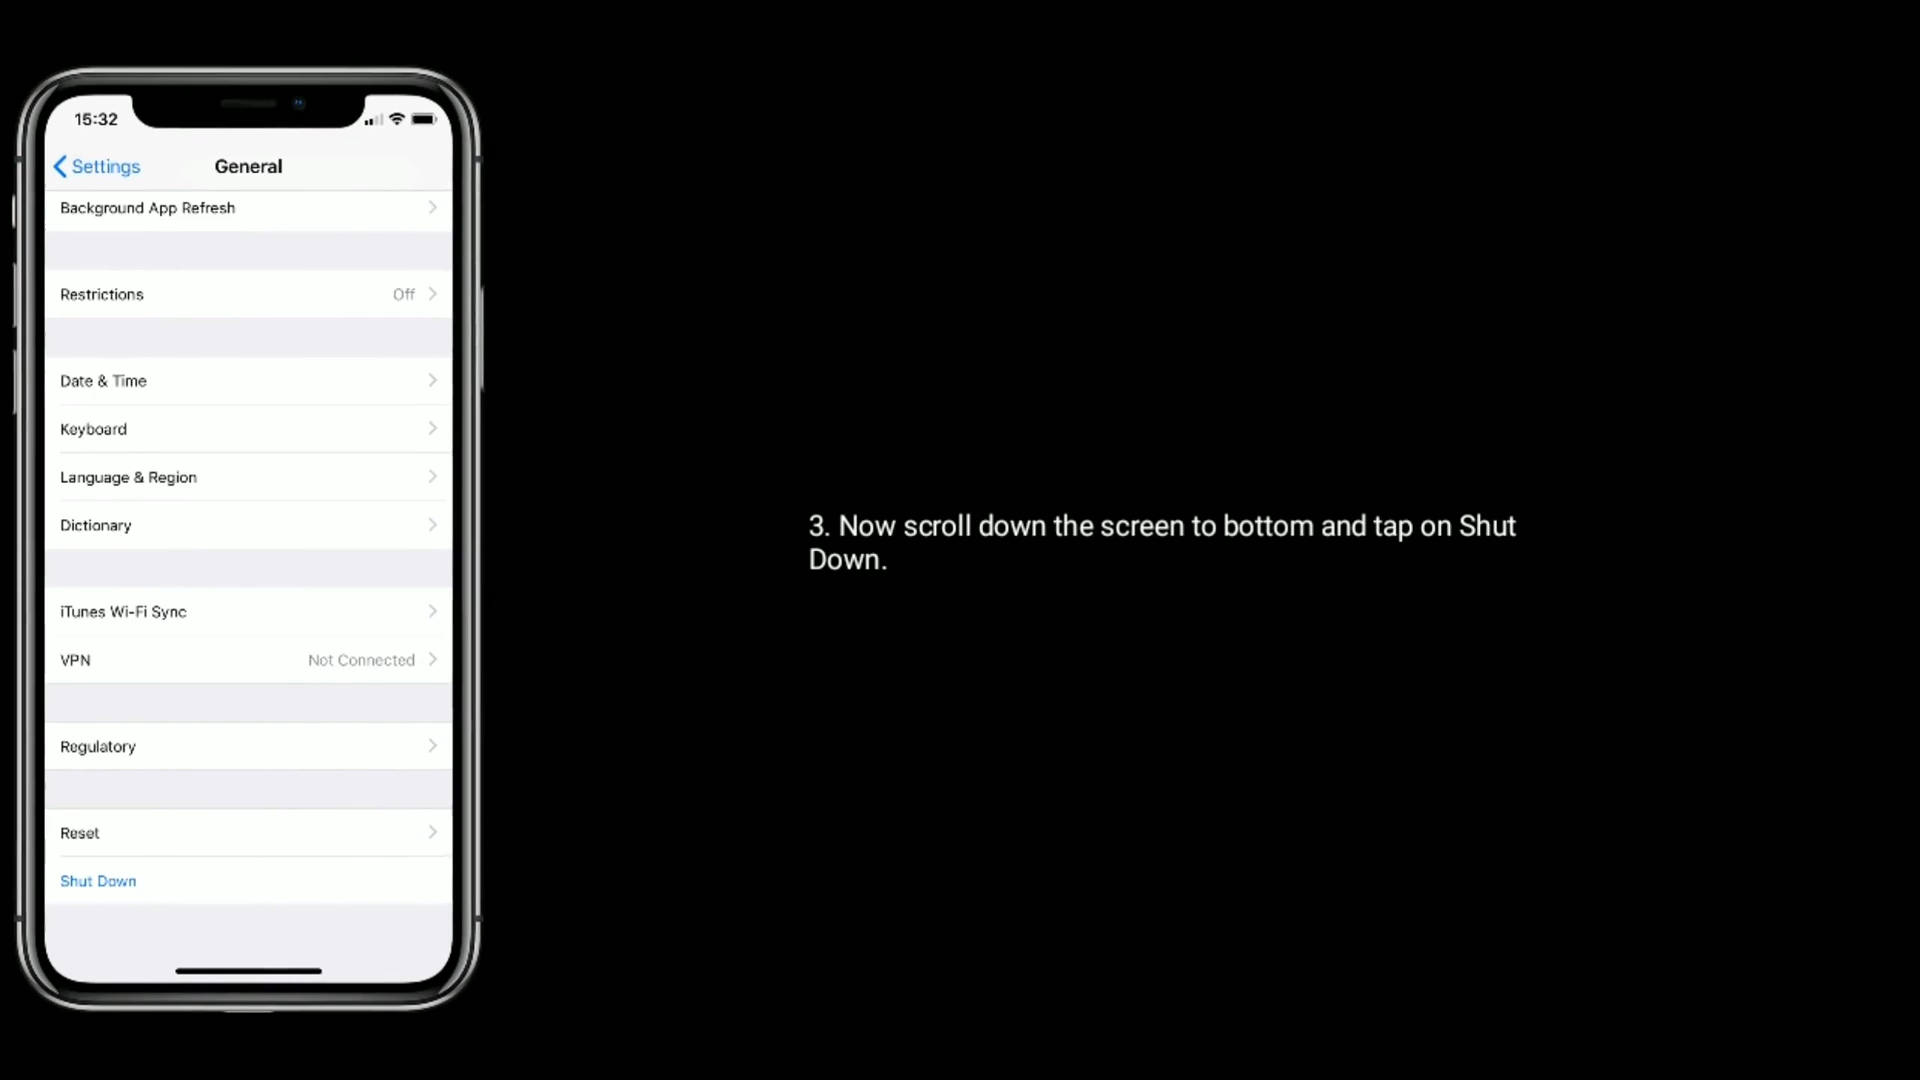 15:32
Settings
General
Background App Refresh
Restrictions Off
Date & Time
Keyboard
Language & Region
Dictionary
iTunes Wi-Fi Sync
VPN Not Connected
Regulatory
Reset
Shut Down
3. Now scroll down the screen to bottom and tap on Shut
Down.